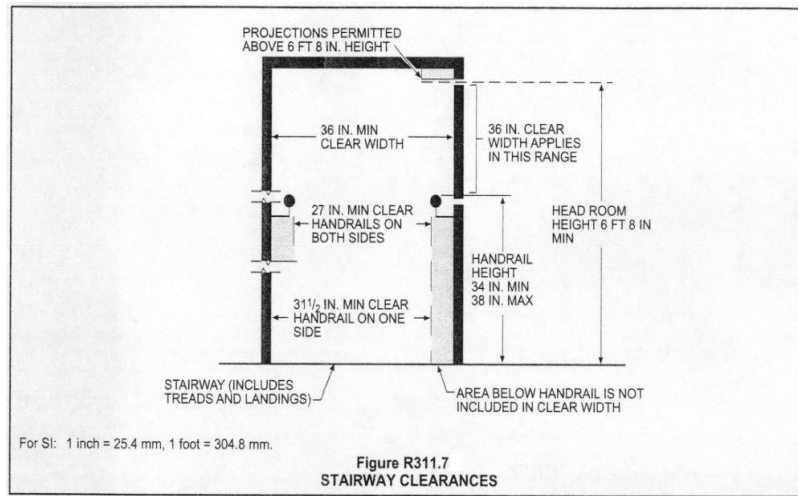 PROJECTIONS PERMITTED
ABOVE 6 FT 8 IN. HEIGHT
36 IN. MIN
CLEAR WIDTH
36 IN. CLEAR
WIDTH APPLIES
IN THIS RANGE
27 IN. MIN CLEAR
HANDRAILS ON
BOTH SIDES
HEAD ROOM
HEIGHT 6 FT 8 IN
MIN
HANDRAIL
HEIGHT
34 IN. MIN
38 IN. MAX
31 1/2 IN. MIN CLEAR
HANDRAIL ON ONE
SIDE
STAIRWAY (INCLUDES
TREADS AND LANDINGS)
AREA BELOW HANDRAIL IS NOT
INCLUDED IN CLEAR WIDTH
For SI: 1 inch = 25.4 mm, 1 foot = 304.8 mm.
Figure R311.7
STAIRWAY CLEARANCES